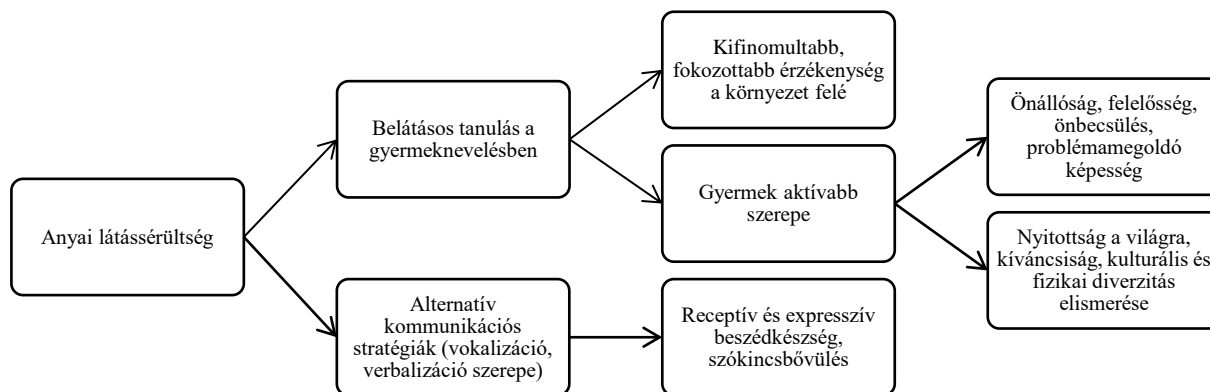 Anyai látássérültség
Belátásos tanulás a
gyermeknevelésben
Alternatív
kommunikációs
stratégiák (vokalizáció,
verbalizáció szerepe)
Kifinomultabb,
fokozottabb érzékenység
a környezet felé
Gyermek aktívabb
szerepe
Receptív és expresszív
beszédkészség,
szókincsbővülés
Önállóság, felelősség,
önbecsülés,
problémamegoldó
képesség
Nyitottság a világra,
kíváncsiság, kulturális és
fizikai diverzitás
elismerése